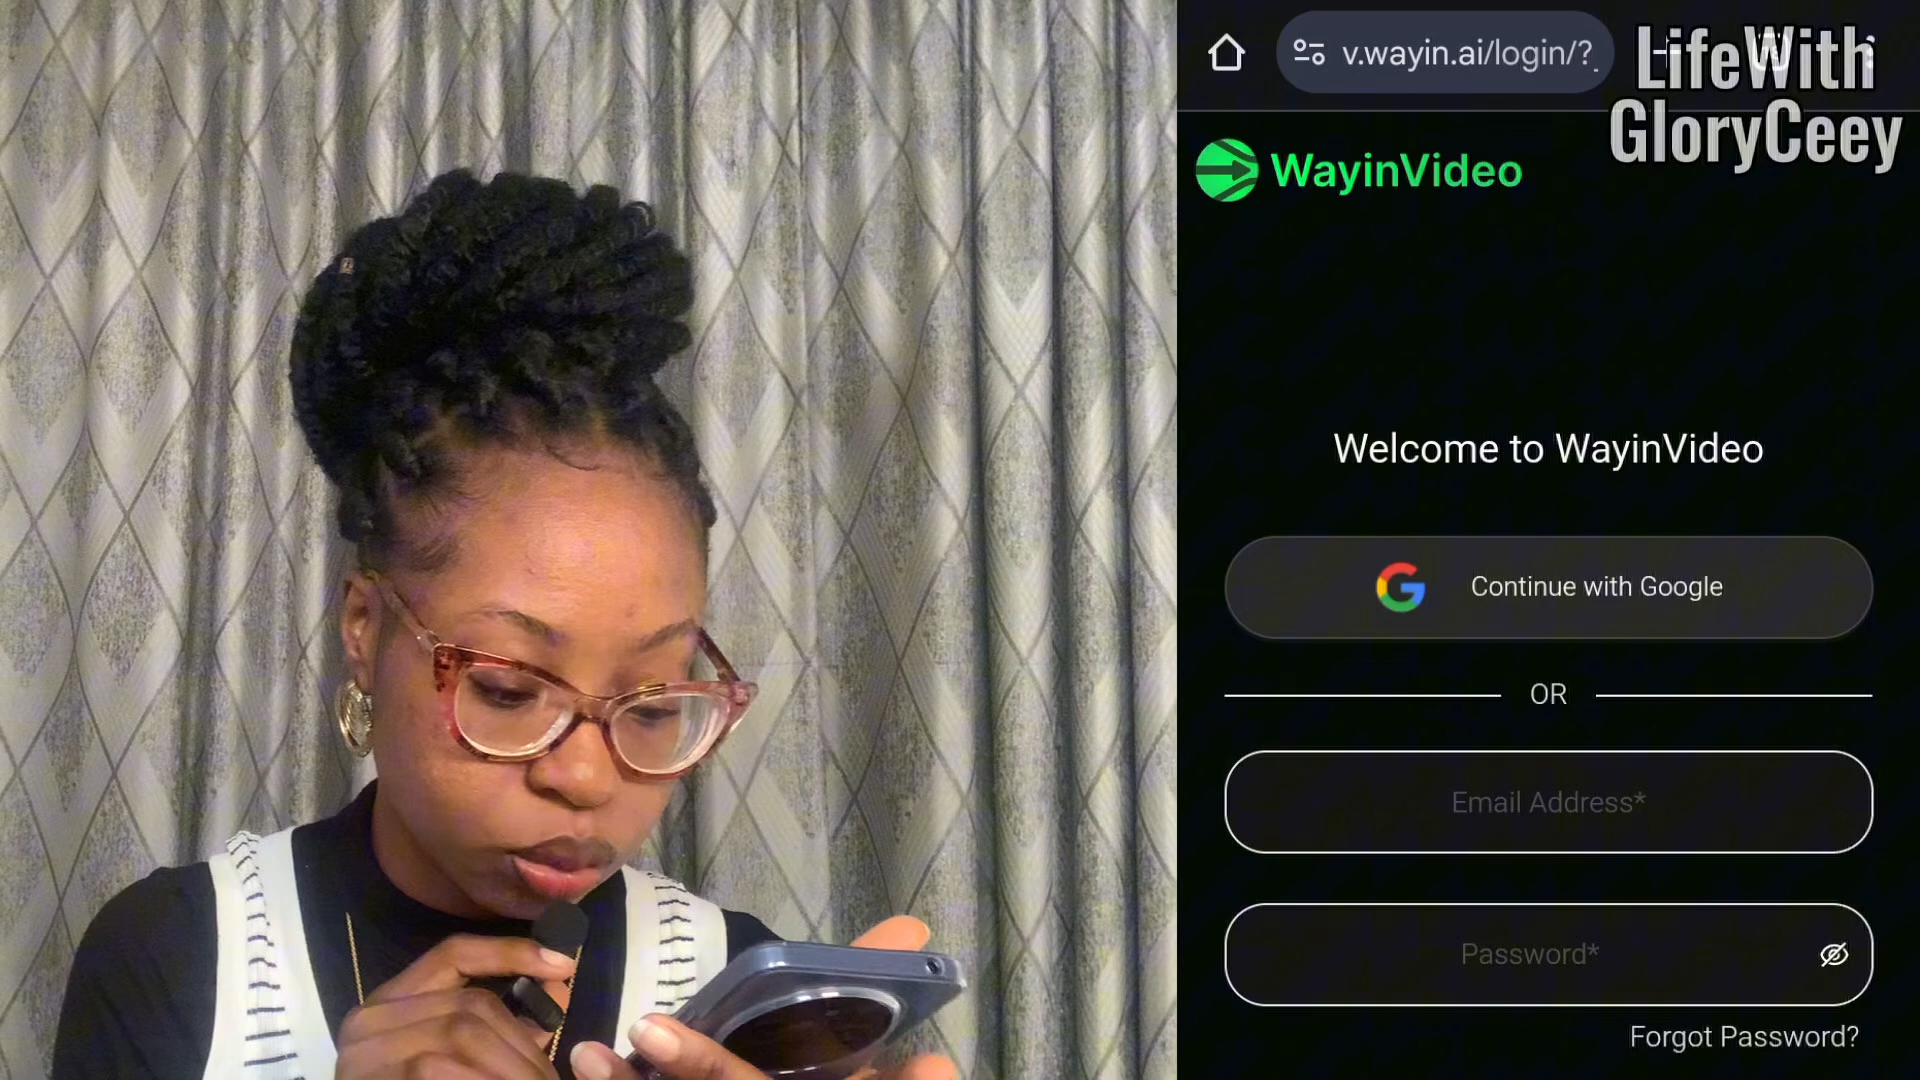 v.wayin.ai/login/?
LifeWith
GloryCeey
WayinVideo
Welcome to WayinVideo
Continue with Google
OR
Email Address*
Password*
Forgot Password?